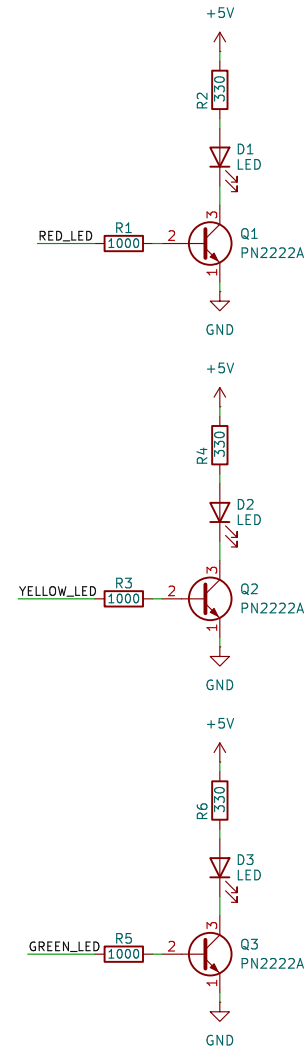 +5V
R2
330
D1
LED
RED_LED
R1
1000
2
3
1
Q1
PN2222A
GND
+5V
R4
330
D2
LED
YELLOW_LED
R3
1000
2
3
1
Q2
PN2222A
GND
+5V
R6
330
D3
LED
GREEN_LED
R5
1000
2
3
1
Q3
PN2222A
GND